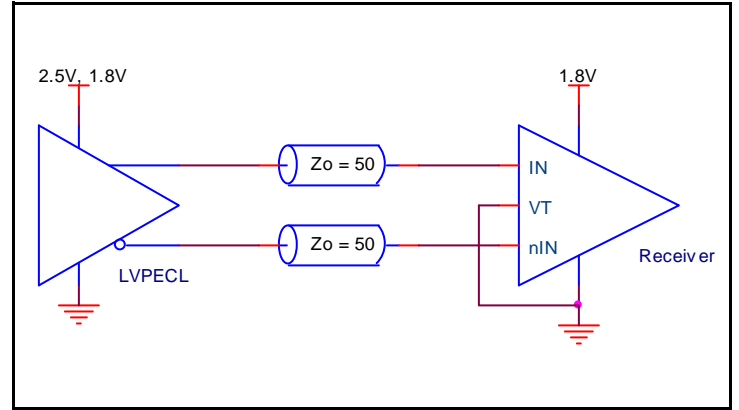 2.5V, 1.8V
1.8V
Zo = 50
IN
VT
Zo = 50
nIN
Receiver
LVPECL